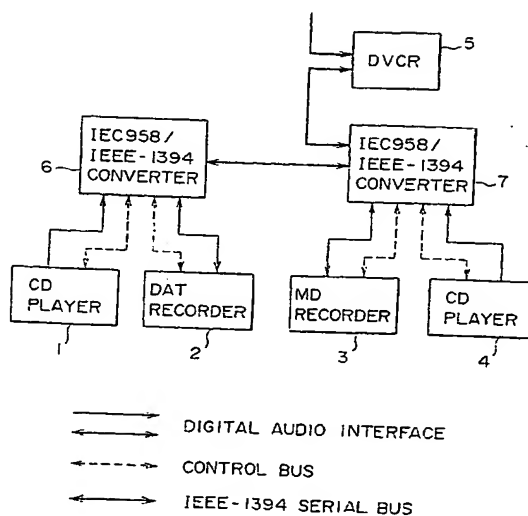 5
DVCR
IEC958/
IEEE-1394
CONVERTER
6
IEC958/
IEEE-1394
CONVERTER
7
CD
PLAYER
1
DAT
RECORDER
2
MD
RECORDER
3
CD
PLAYER
4
DIGITAL AUDIO INTERFACE
CONTROL BUS
IEEE-1394 SERIAL BUS